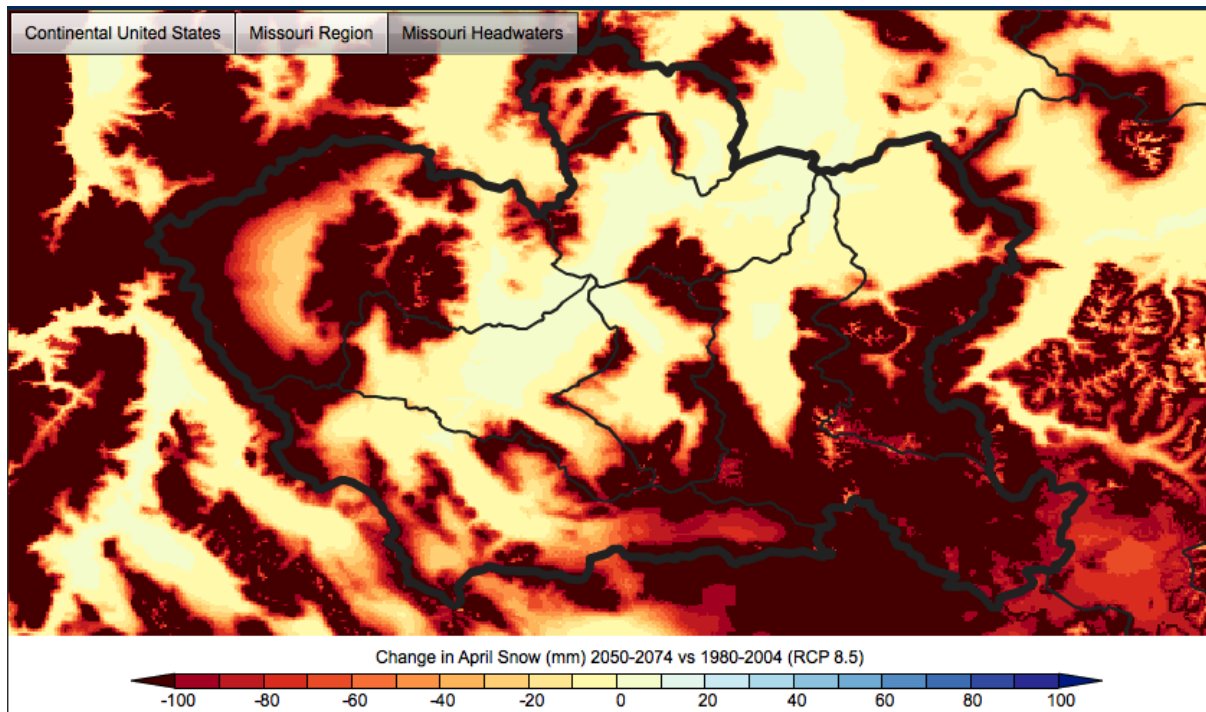 Continental United States Missouri Region Missouri Headwaters
Change in April Snow (mm) 2050-2074 vs 1980-2004 (RCP 8.5)
-100 -80 -60 -40 -20 0 20 40 60 80 100